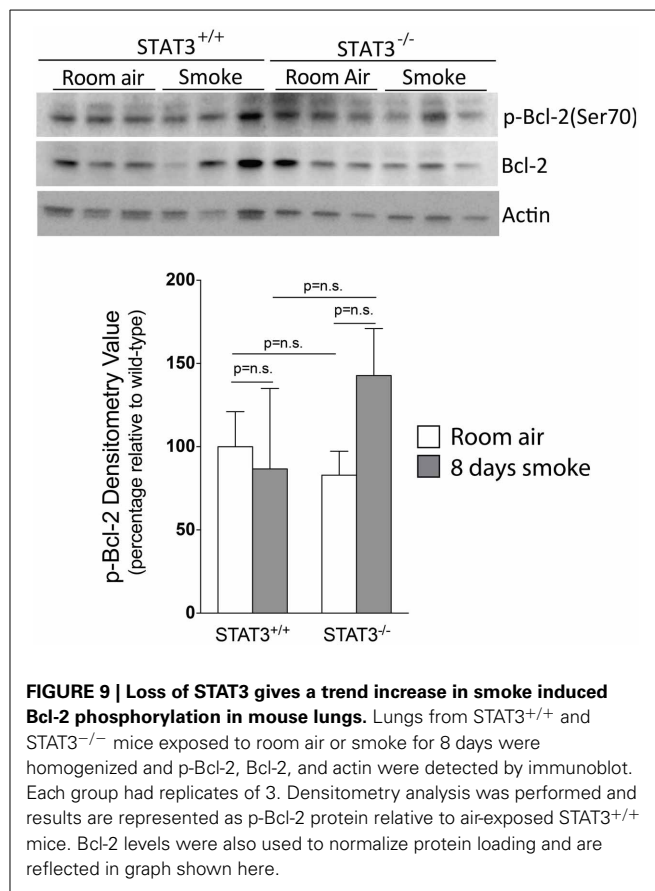 STAT3+/+ STAT3-/-
Room air Smoke Room Air Smoke
p-Bcl-2(Ser70)
Bcl-2
Actin
p-Bcl-2 Densitometry Value
(percentage relative to wild-type)
200
150
100
50
0
p=n.s.
p=n.s.
p=n.s.
p=n.s.
Room air
8 days smoke
STAT3+/+ STAT3-/-
FIGURE 9 | Loss of STAT3 gives a trend increase in smoke induced
Bcl-2 phosphorylation in mouse lungs. Lungs from STAT3+/+ and
STAT3−/− mice exposed to room air or smoke for 8 days were
homogenized and p-Bcl-2, Bcl-2, and actin were detected by immunoblot.
Each group had replicates of 3. Densitometry analysis was performed and
results are represented as p-Bcl-2 protein relative to air-exposed STAT3+/+
mice. Bcl-2 levels were also used to normalize protein loading and are
reflected in graph shown here.